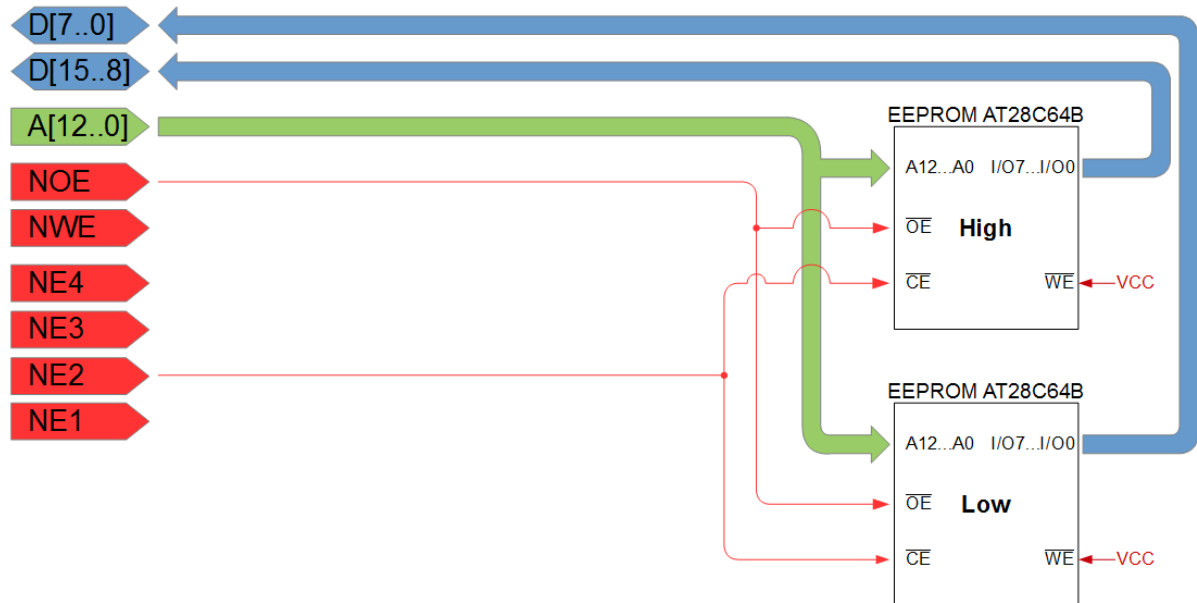 D[7..0]
D[15..8]
A[12..0]
NOE
NWE
NE4
NE3
NE2
NE1
EEPROM AT28C64B
A12...A0 I/O7...I/O0
OE High
CE WE VCC
EEPROM AT28C64B
A12...A0 I/O7...I/O0
OE Low
CE WE VCC